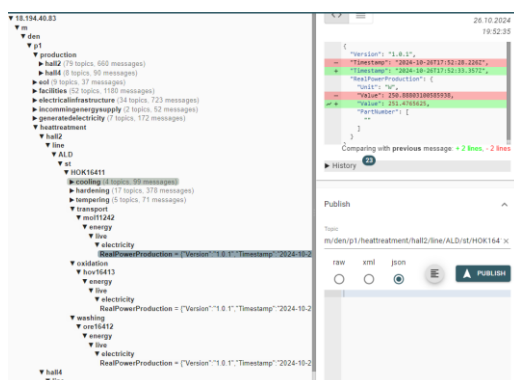 ▼ 18.194.40.83
▼ m
▼ den
▼ p1
▼ production
▶ hall2 (79 topics, 660 messages)
▶ hall4 (8 topics, 90 messages)
▶ eol (9 topics, 37 messages)
▶ facilities (52 topics, 1180 messages)
▶ electricalinfrastructure (34 topics, 723 messages)
▶ incommingenergysupply (2 topics, 52 messages)
▶ generatedelectricity (7 topics, 172 messages)
▼ heattreatment
▼ hall2
▼ line
▼ ALD
▼ st
▼ HOK16411
▶ cooling (4 topics, 99 messages)
▶ hardening (17 topics, 378 messages)
▶ tempering (5 topics, 71 messages)
▼ transport
▼ mol11242
▼ energy
▼ live
▼ electricity
RealPowerProduction = {"Version":"1.0.1","Timestamp":"2024-10-2
▼ oxidation
▼ hov16413
▼ energy
▼ live
▼ electricity
RealPowerProduction = {"Version":"1.0.1","Timestamp":"2024-10-2
▼ washing
▼ ore16412
▼ energy
▼ live
▼ electricity
RealPowerProduction = {"Version":"1.0.1","Timestamp":"2024-10-2
▼ hall4
26.10.2024
19:52:35
{
"Version": "1.0.1",
- "Timestamp": "2024-10-26T17:52:28.226Z",
+ "Timestamp": "2024-10-26T17:52:33.357Z",
"RealPowerProduction": {
"Unit": "W",
- "Value": 250.88803100585938,
+ "Value": 251.4765625,
"PartNumber": [
""
]
}
Comparing with previous message: + 2 lines, - 2 lines
▶ History 23
Publish
Topic
m/den/p1/heattreatment/hall2/line/ALD/st/HOK164 ×
raw xml json
PUBLISH
1